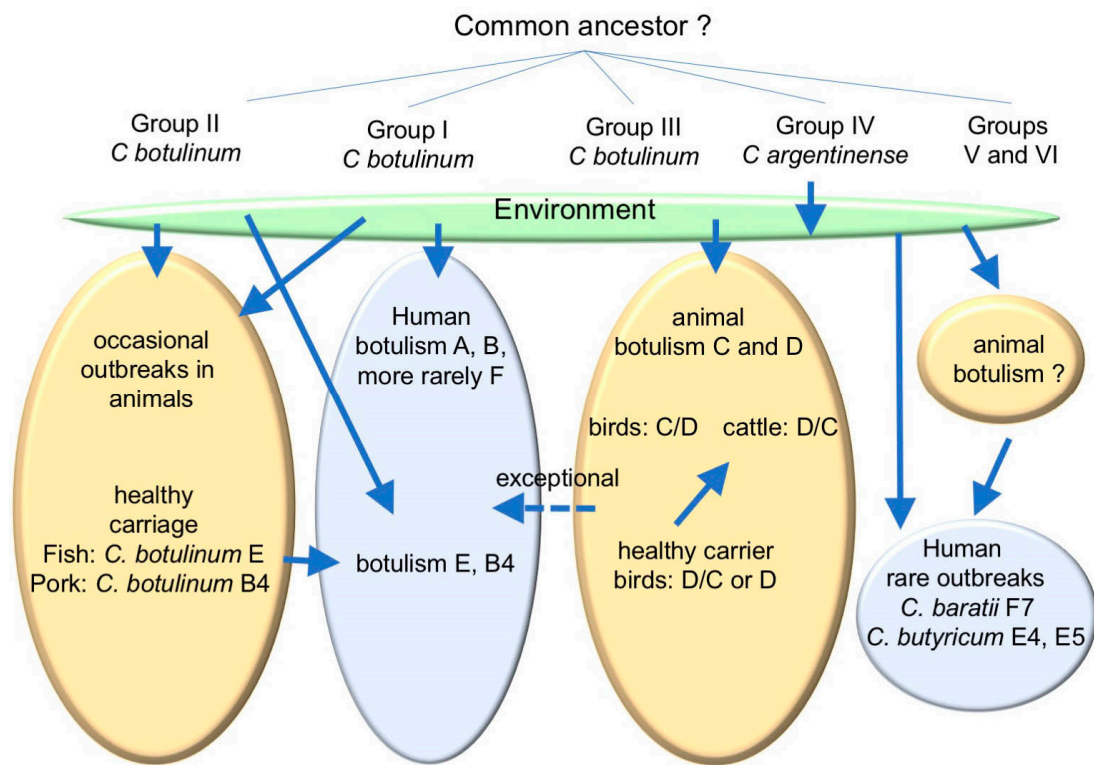 Common ancestor ?
Group II
C botulinum
Group I
C botulinum
Group III
C botulinum
Group IV
C argentinense
Groups
V and VI
Environment
occasional
outbreaks in
animals
healthy
carriage
Fish: C. botulinum E
Pork: C. botulinum B4
Human
botulism A, B,
more rarely F
botulism E, B4
exceptional
animal
botulism C and D
birds: C/D cattle: D/C
healthy carrier
birds: D/C or D
animal
botulism ?
Human
rare outbreaks
C. baratii F7
C. butyricum E4, E5